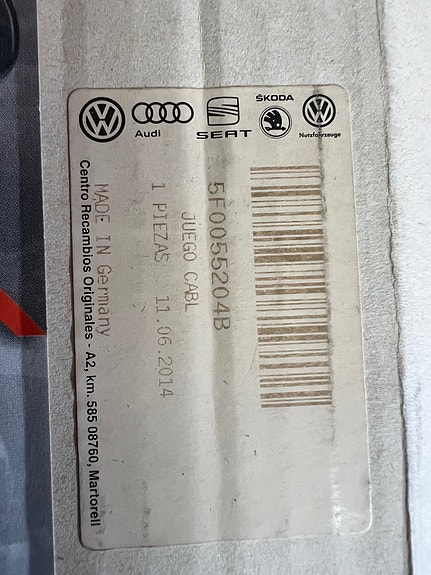 Audi
SEAT
ŠKODA
Nutzfahrzeuge
5F0055204B
JUEGO CABL
1 PIEZAS 11.06.2014
MADE IN Germany
Centro Recambios Originales - A2, km. 585 08760, Martorell